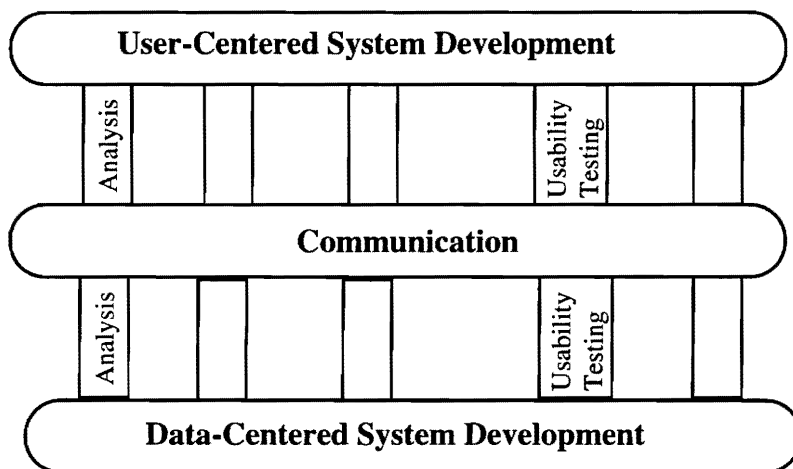 User-Centered System Development
Analysis
Usability
Testing
Communication
Analysis
Usability
Testing
Data-Centered System Development